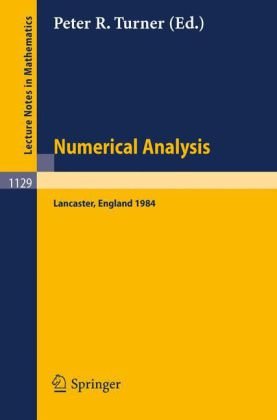 Lecture Notes in Mathematics
Peter R. Turner (Ed.)
Numerical Analysis
1129
Lancaster, England 1984
Springer